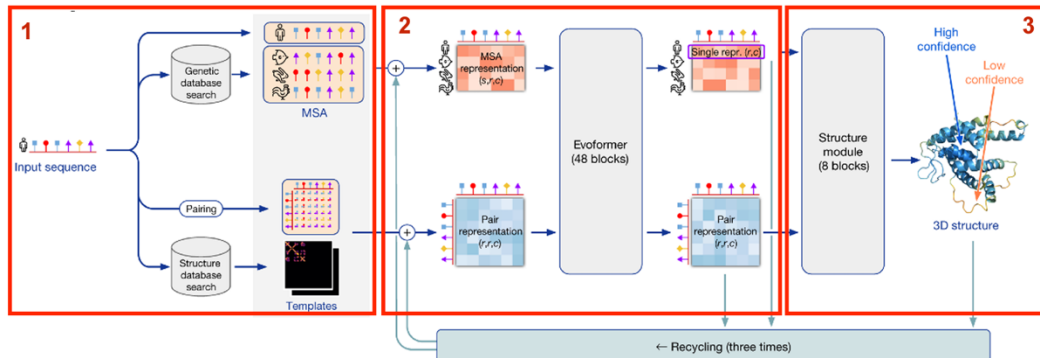 1
Input sequence
Genetic
database
search
MSA
Pairing
Structure
database
search
Templates
2
MSA
representation
(s,r,c)
Pair
representation
(r,r,c)
Evoformer
(48 blocks)
Single repr. (r,c)
Pair
representation
(r,r,c)
3
Structure
module
(8 blocks)
High
confidence
Low
confidence
3D structure
← Recycling (three times)